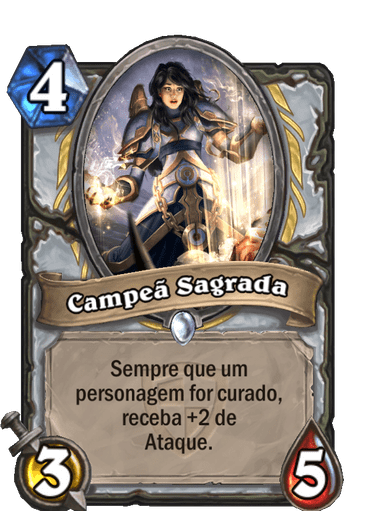 4
Campeã Sagrada
Sempre que um
personagem for curado,
receba +2 de
Ataque.
3
5